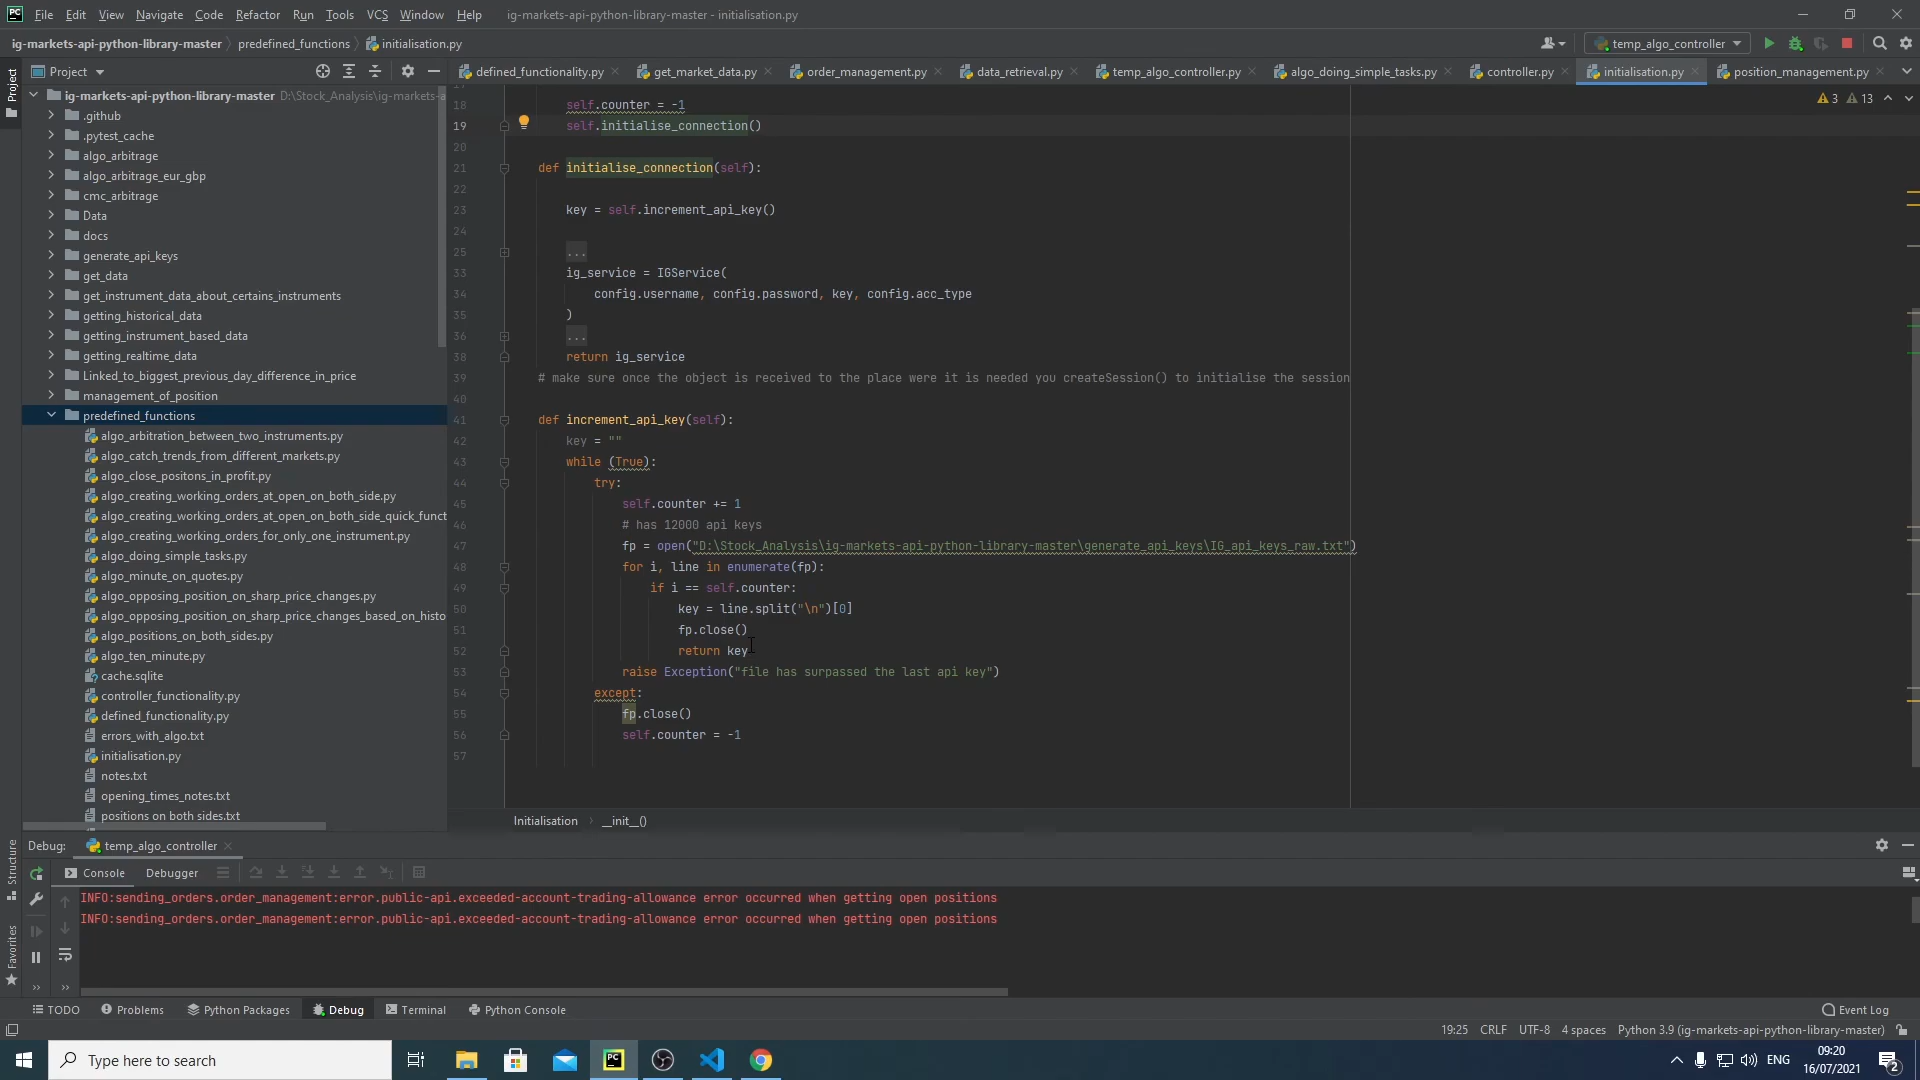 PC File Edit View Navigate Code Refactor Run Tools VCS Window Help ig-markets-api-python-library-master - initialisation.py
ig-markets-api-python-library-master predefined_functions initialisation.py temp_algo_controller
Project defined_functionality.py get_market_data.py order_management.py data_retrieval.py temp_algo_controller.py algo_doing_simple_tasks.py controller.py initialisation.py position_management.py
Project
ig-markets-api-python-library-master D:\Stock_Analysis\ig-markets-a
.github
.pytest_cache
algo_arbitrage
algo_arbitrage_eur_gbp
cmc_arbitrage
Data
docs
generate_api_keys
get_data
get_instrument_data_about_certains_instruments
getting_historical_data
getting_instrument_based_data
getting_realtime_data
Linked_to_biggest_previous_day_difference_in_price
management_of_position
predefined_functions
algo_arbitration_between_two_instruments.py
algo_catch_trends_from_different_markets.py
algo_close_positons_in_profit.py
algo_creating_working_orders_at_open_on_both_side.py
algo_creating_working_orders_at_open_on_both_side_quick_funct
algo_creating_working_orders_for_only_one_instrument.py
algo_doing_simple_tasks.py
algo_minute_on_quotes.py
algo_opposing_position_on_sharp_price_changes.py
algo_opposing_position_on_sharp_price_changes_based_on_histo
algo_positions_on_both_sides.py
algo_ten_minute.py
cache.sqlite
controller_functionality.py
defined_functionality.py
errors_with_algo.txt
initialisation.py
notes.txt
opening_times_notes.txt
positions on both sides.txt
3 13
18 self.counter = -1
19 self.initialise_connection()
20
21 def initialise_connection(self):
22
23 key = self.increment_api_key()
24
25 ...
33 ig_service = IGService(
34 config.username, config.password, key, config.acc_type
35 )
36 ...
38 return ig_service
39 # make sure once the object is received to the place were it is needed you createSession() to initialise the session
40
41 def increment_api_key(self):
42 key = ""
43 while (True):
44 try:
45 self.counter += 1
46 # has 12000 api keys
47 fp = open("D:\Stock_Analysis\ig-markets-api-python-library-master\generate_api_keys\IG_api_keys_raw.txt")
48 for i, line in enumerate(fp):
49 if i == self.counter:
50 key = line.split("\n")[0]
51 fp.close()
52 return key
53 raise Exception("file has surpassed the last api key")
54 except:
55 fp.close()
56 self.counter = -1
57
Initialisation __init__()
Structure
Favorites
Debug: temp_algo_controller
Console Debugger
INFO:sending_orders.order_management:error.public-api.exceeded-account-trading-allowance error occurred when getting open positions
INFO:sending_orders.order_management:error.public-api.exceeded-account-trading-allowance error occurred when getting open positions
TODO Problems Python Packages Debug Terminal Python Console Event Log
19:25 CRLF UTF-8 4 spaces Python 3.9 (ig-markets-api-python-library-master)
Type here to search
PC
ENG
09:20
16/07/2021
2